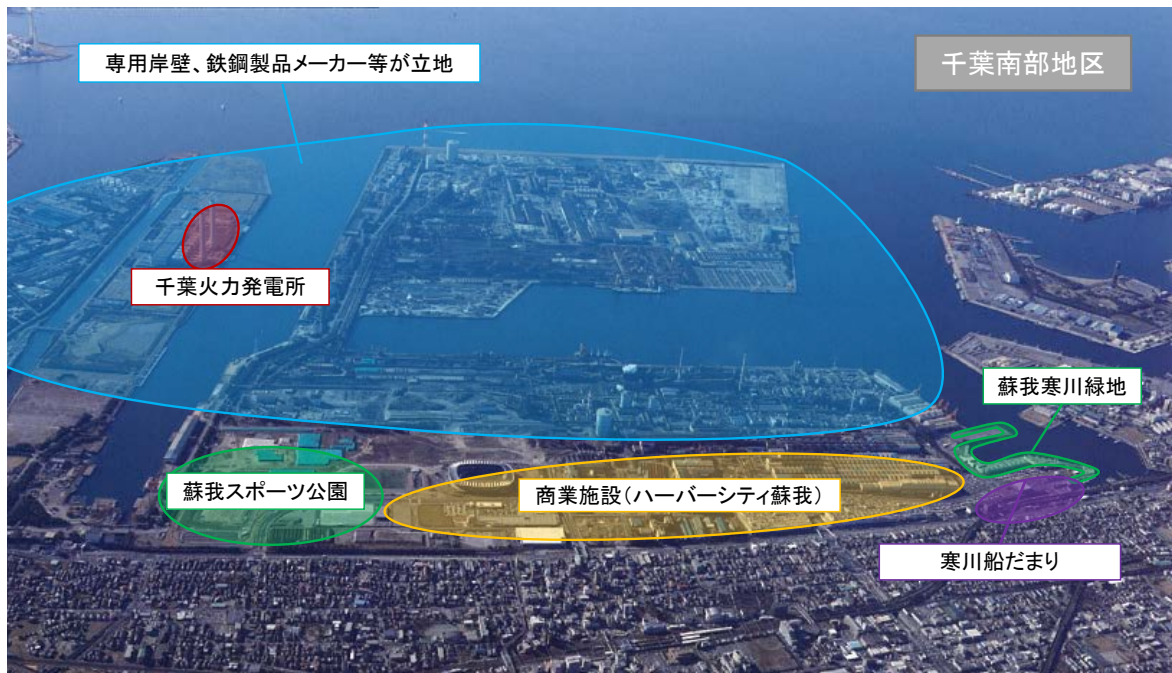 専用岸壁、鉄鋼製品メーカー等が立地
千葉南部地区
千葉火力発電所
蘇我寒川緑地
蘇我スポーツ公園
商業施設(ハーバーシティ蘇我)
寒川船だまり